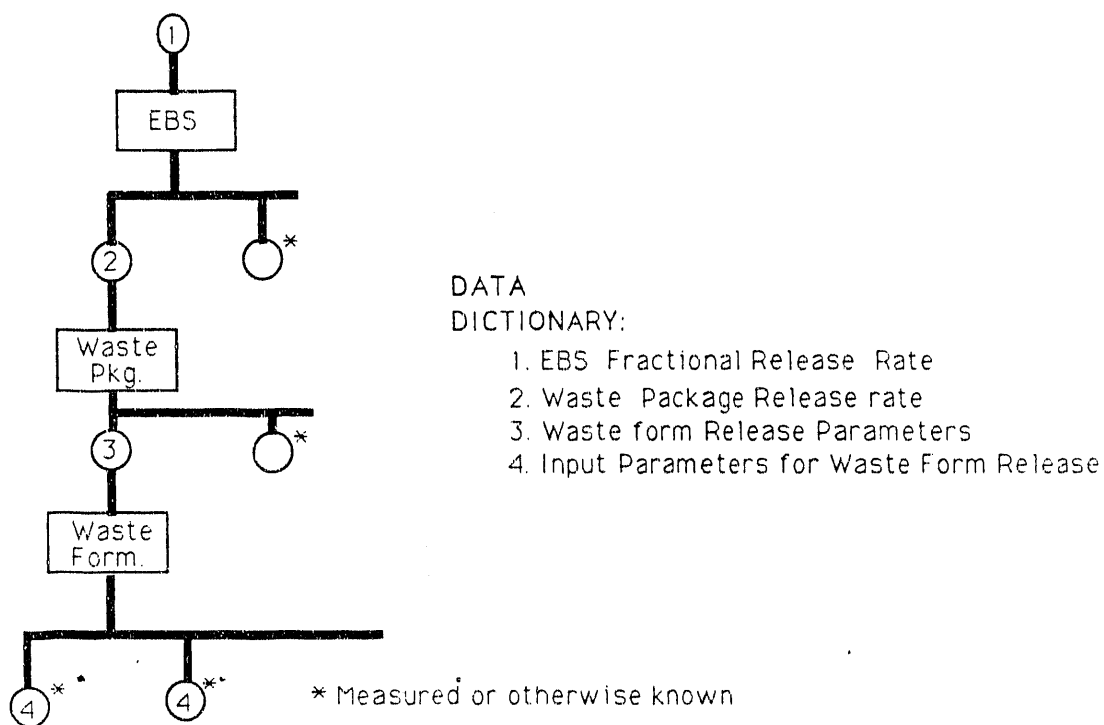 1
EBS
*
2
DATA
DICTIONARY:
Waste
Pkg.
1. EBS Fractional Release Rate
2. Waste Package Release rate
3. Waste form Release Parameters
4. Input Parameters for Waste Form Release
*
3
Waste
Form.
4 *
4 *
* Measured or otherwise known